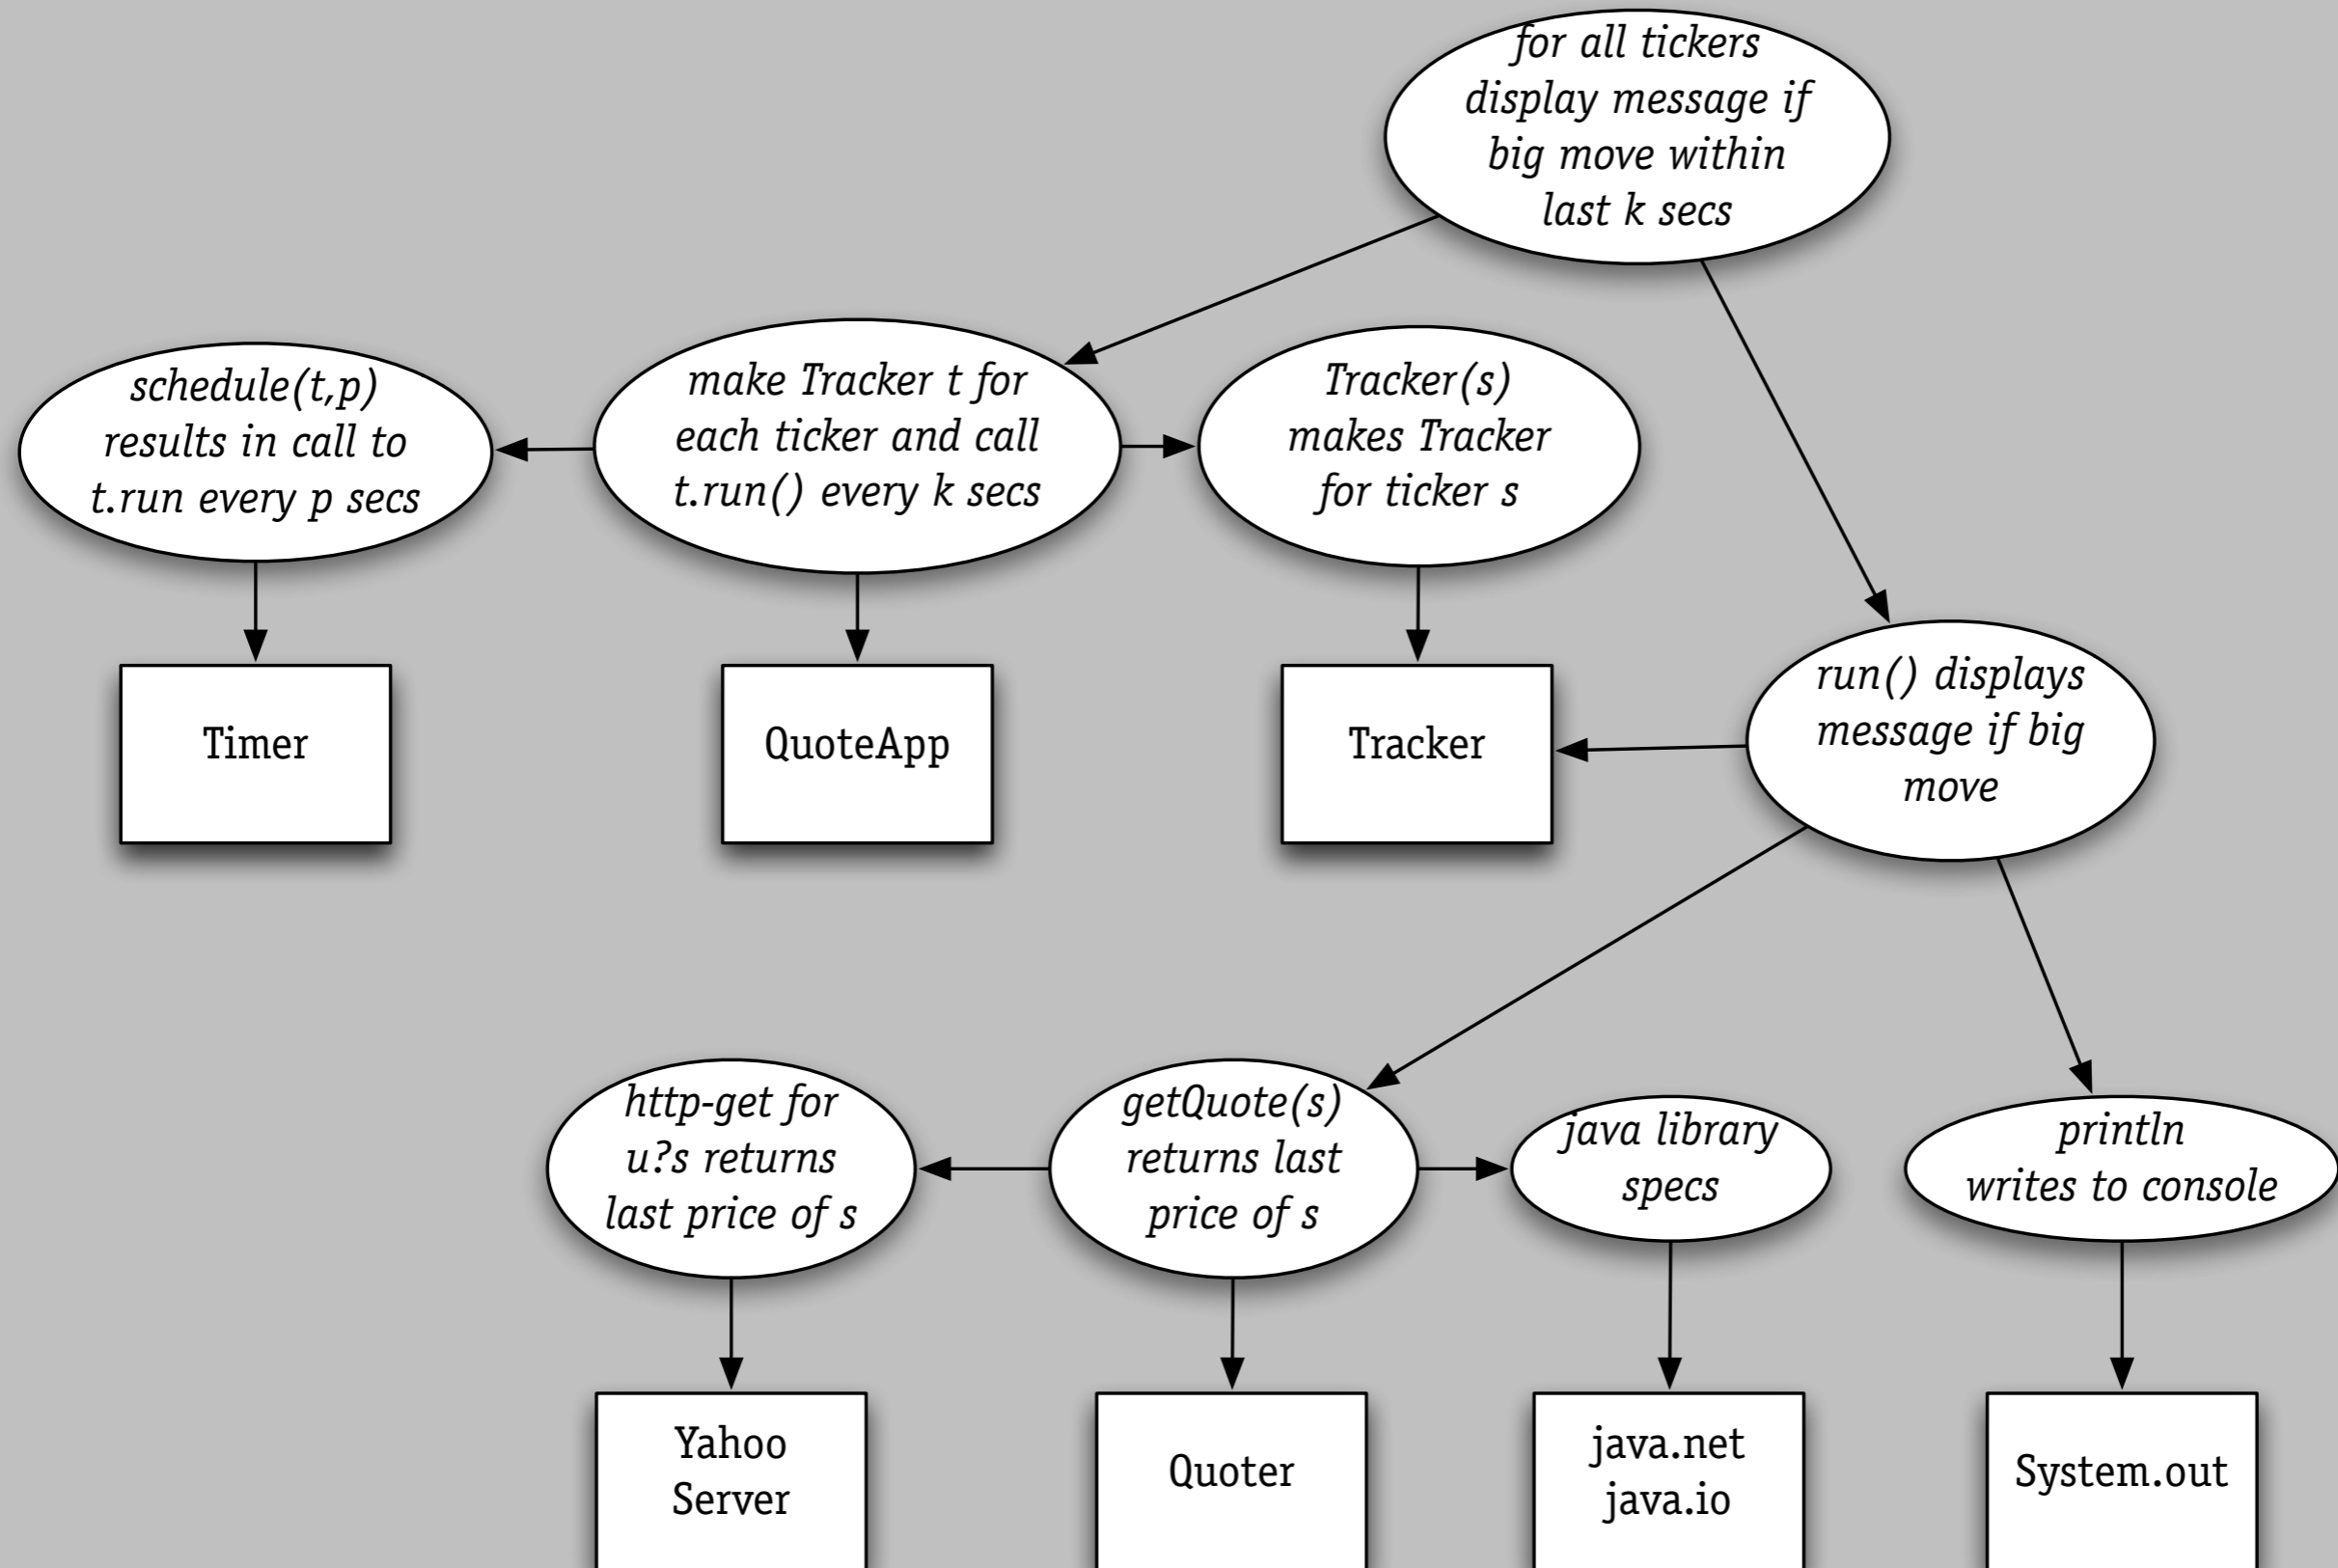 for all tickers
display message if
big move within
last k secs
schedule(t,p)
results in call to
t.run every p secs
make Tracker t for
each ticker and call
t.run() every k secs
Tracker(s)
makes Tracker
for ticker s
Timer
QuoteApp
Tracker
run() displays
message if big
move
http-get for
u?s returns
last price of s
getQuote(s)
returns last
price of s
java library
specs
println
writes to console
Yahoo
Server
Quoter
java.net
java.io
System.out